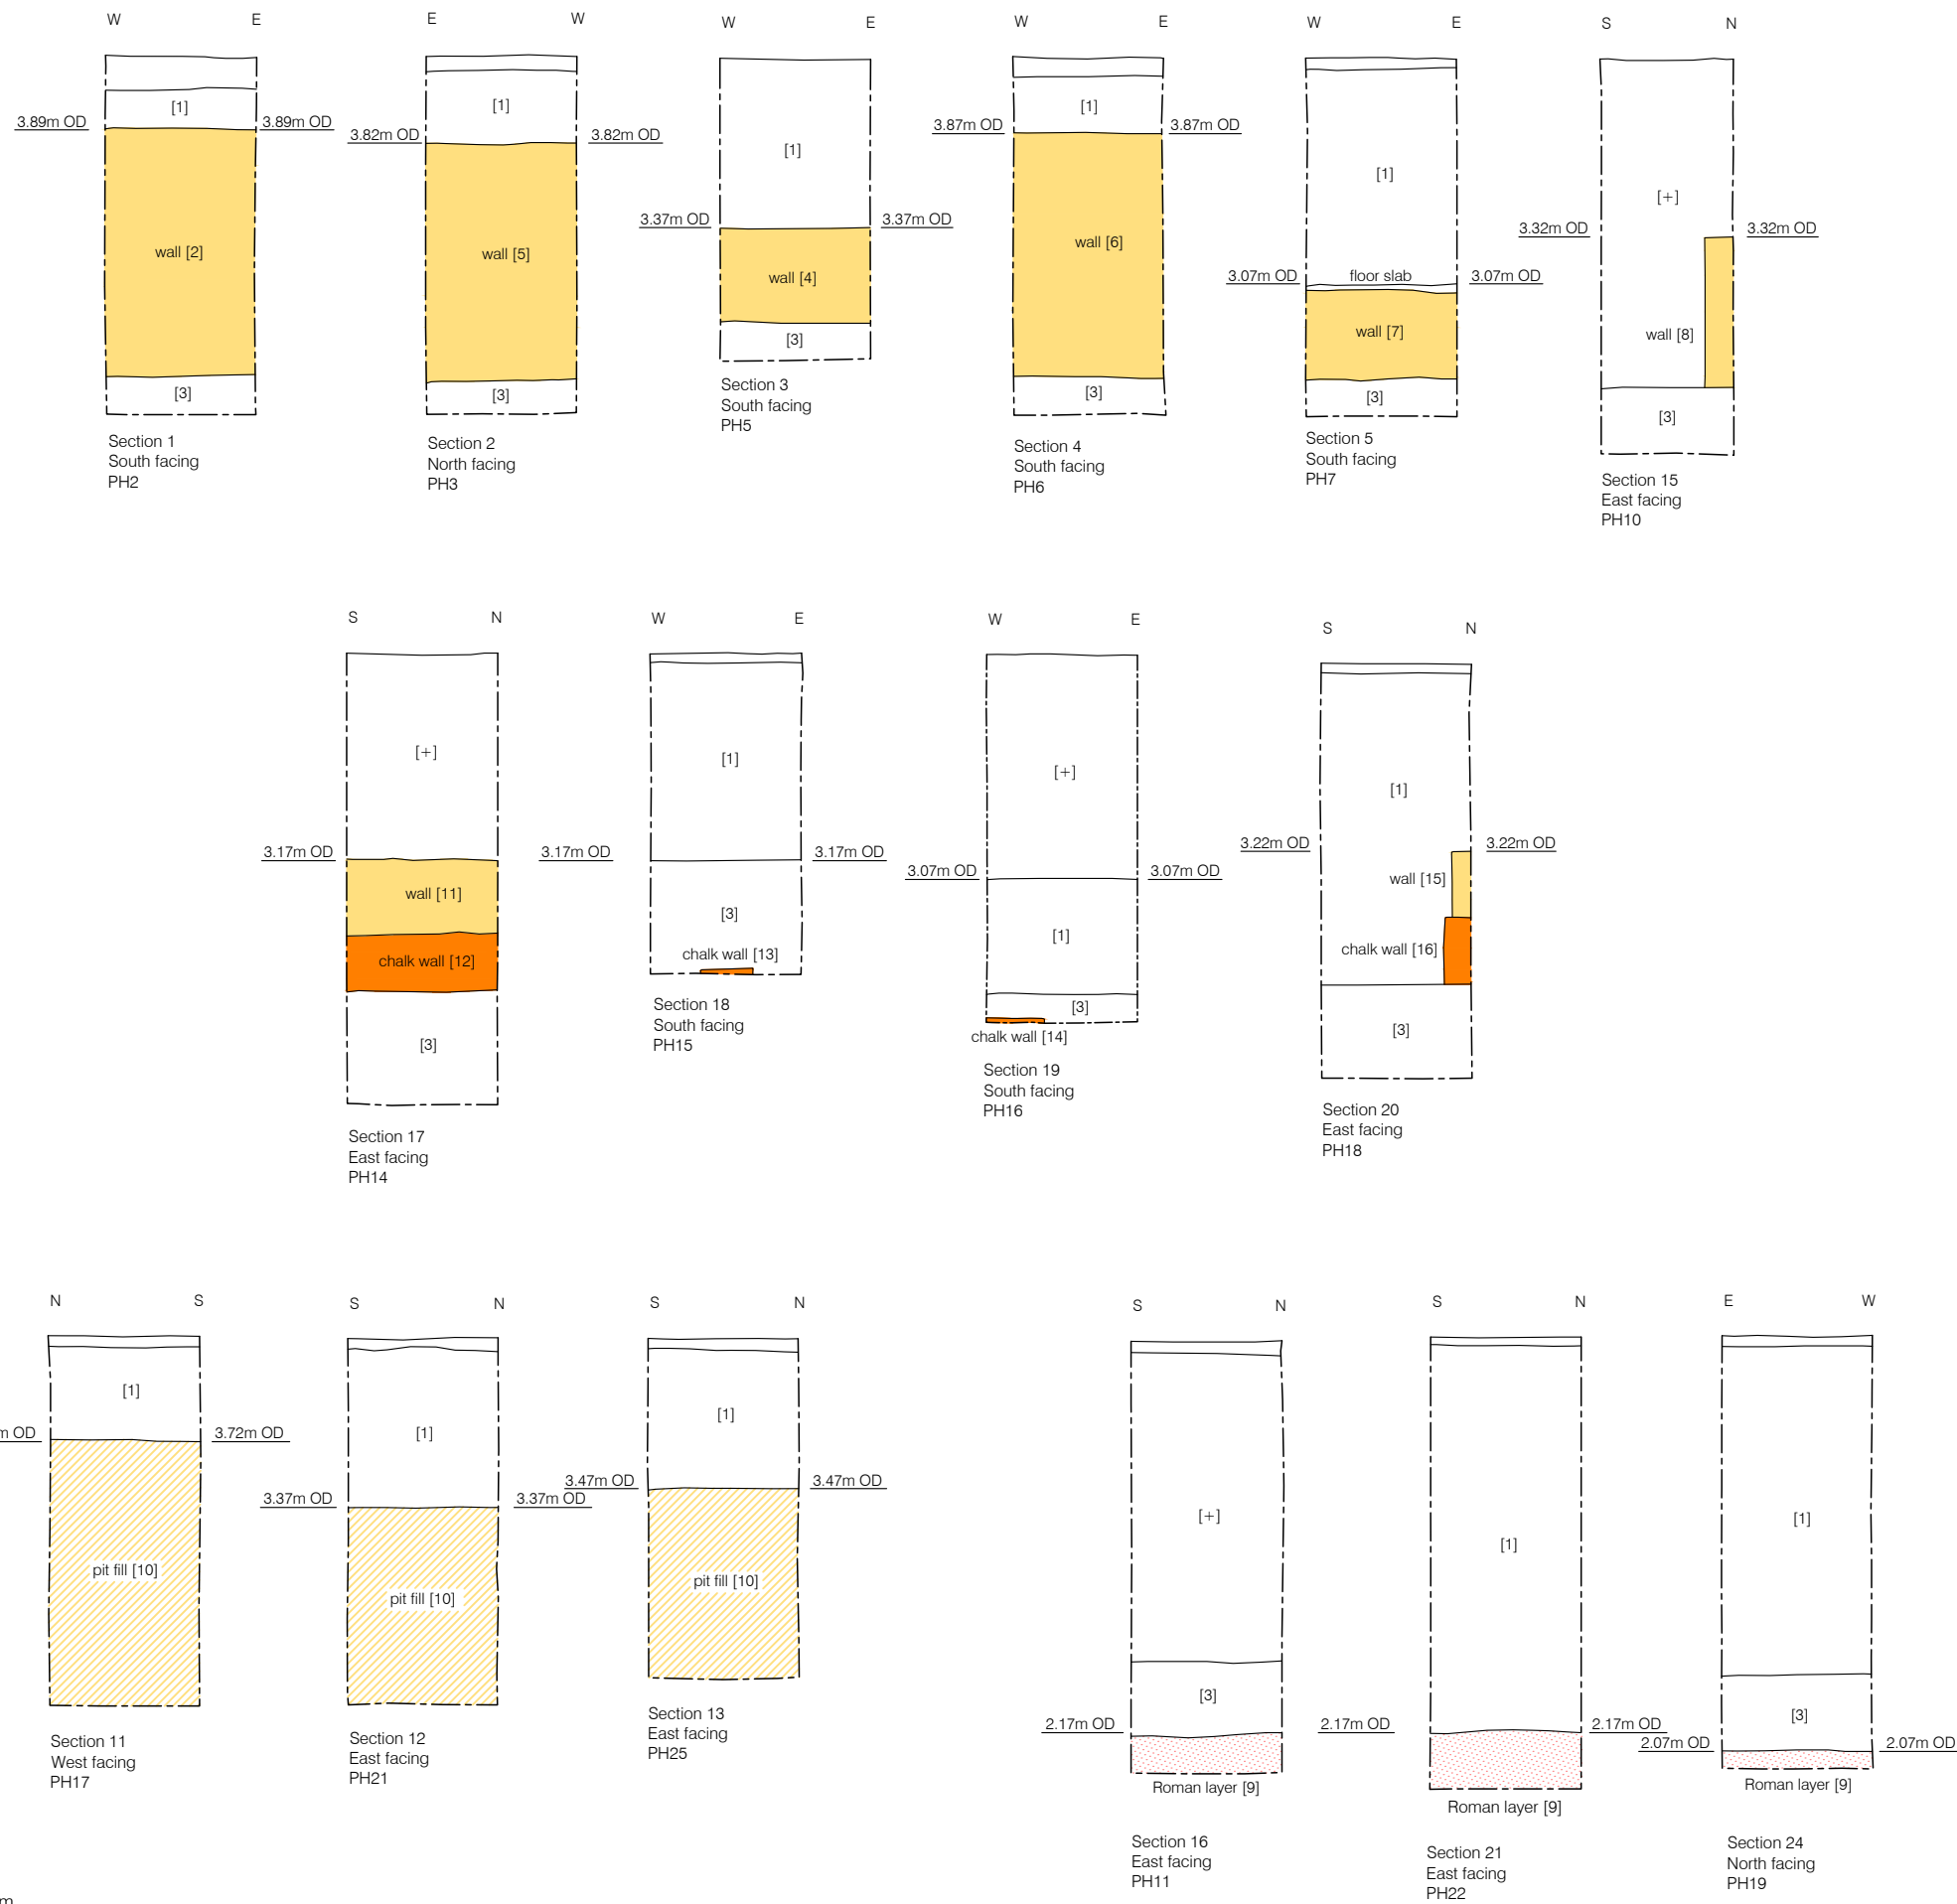 W E
[1]
3.89m OD 3.89m OD
wall [2]
[3]
Section 1
South facing
PH2
E W
[1]
3.82m OD 3.82m OD
wall [5]
[3]
Section 2
North facing
PH3
W E
[1]
3.37m OD 3.37m OD
wall [4]
[3]
Section 3
South facing
PH5
W E
[1]
3.87m OD 3.87m OD
wall [6]
[3]
Section 4
South facing
PH6
W E
[1]
3.07m OD floor slab 3.07m OD
wall [7]
[3]
Section 5
South facing
PH7
S N
[+]
3.32m OD 3.32m OD
wall [8]
[3]
Section 15
East facing
PH10
S N
[+]
3.17m OD
wall [11]
chalk wall [12]
[3]
Section 17
East facing
PH14
W E
[1]
3.17m OD 3.17m OD
[3]
chalk wall [13]
Section 18
South facing
PH15
W E
[+]
3.07m OD 3.07m OD
[1]
[3]
chalk wall [14]
Section 19
South facing
PH16
S N
[1]
3.22m OD 3.22m OD
wall [15]
chalk wall [16]
[3]
Section 20
East facing
PH18
N S
[1]
m OD 3.72m OD
pit fill [10]
Section 11
West facing
PH17
S N
[1]
3.37m OD 3.37m OD
pit fill [10]
Section 12
East facing
PH21
S N
[1]
3.47m OD 3.47m OD
pit fill [10]
Section 13
East facing
PH25
S N
[+]
[3]
2.17m OD
Roman layer [9]
Section 16
East facing
PH11
S N
[1]
2.17m OD 2.17m OD
Roman layer [9]
Section 21
East facing
PH22
E W
[1]
[3]
2.07m OD 2.07m OD
Roman layer [9]
Section 24
North facing
PH19